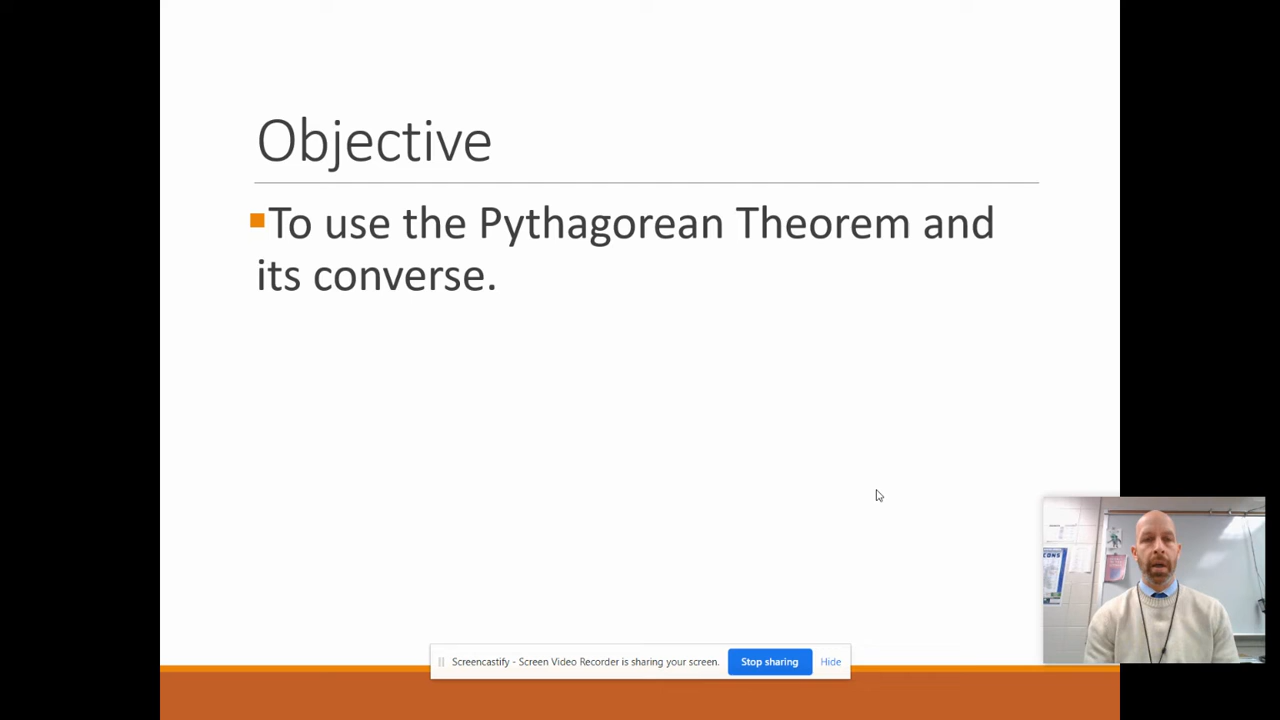 Objective
▪To use the Pythagorean Theorem and
its converse.
Screencastify - Screen Video Recorder is sharing your screen. Stop sharing Hide